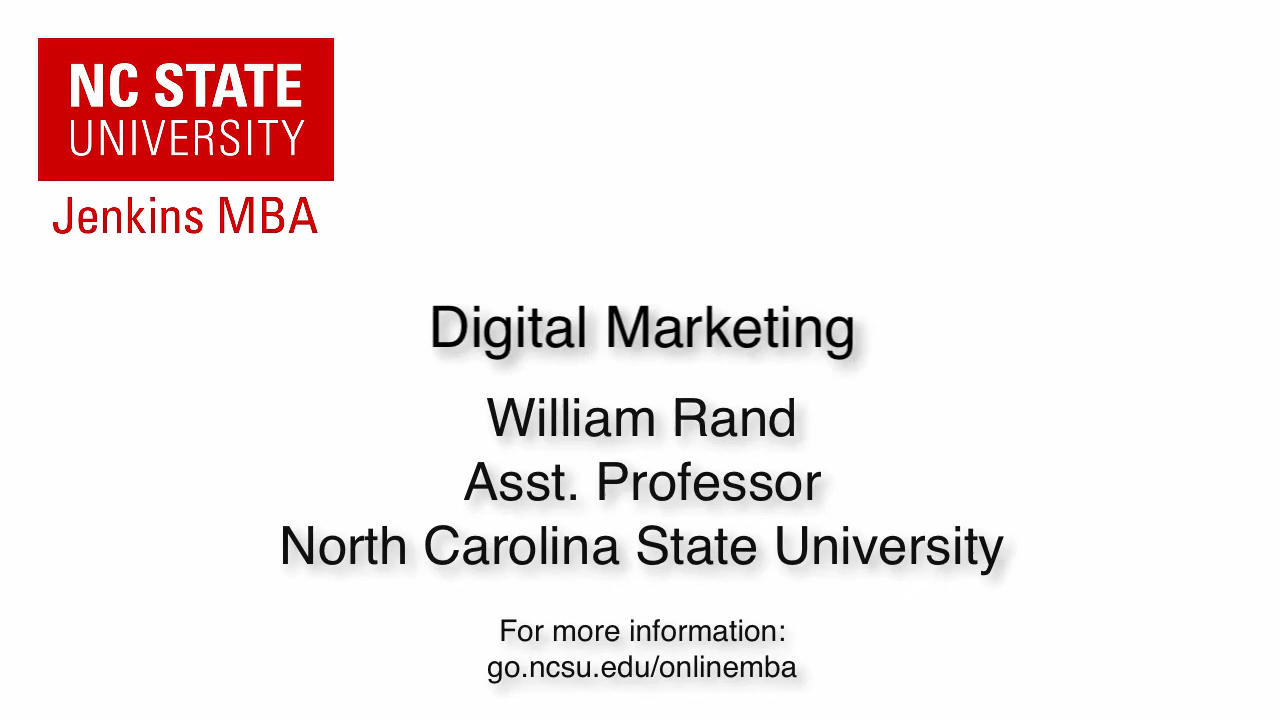 NC STATE
UNIVERSITY
Jenkins MBA
Digital Marketing
William Rand
Asst. Professor
North Carolina State University
For more information:
go.ncsu.edu/onlinemba